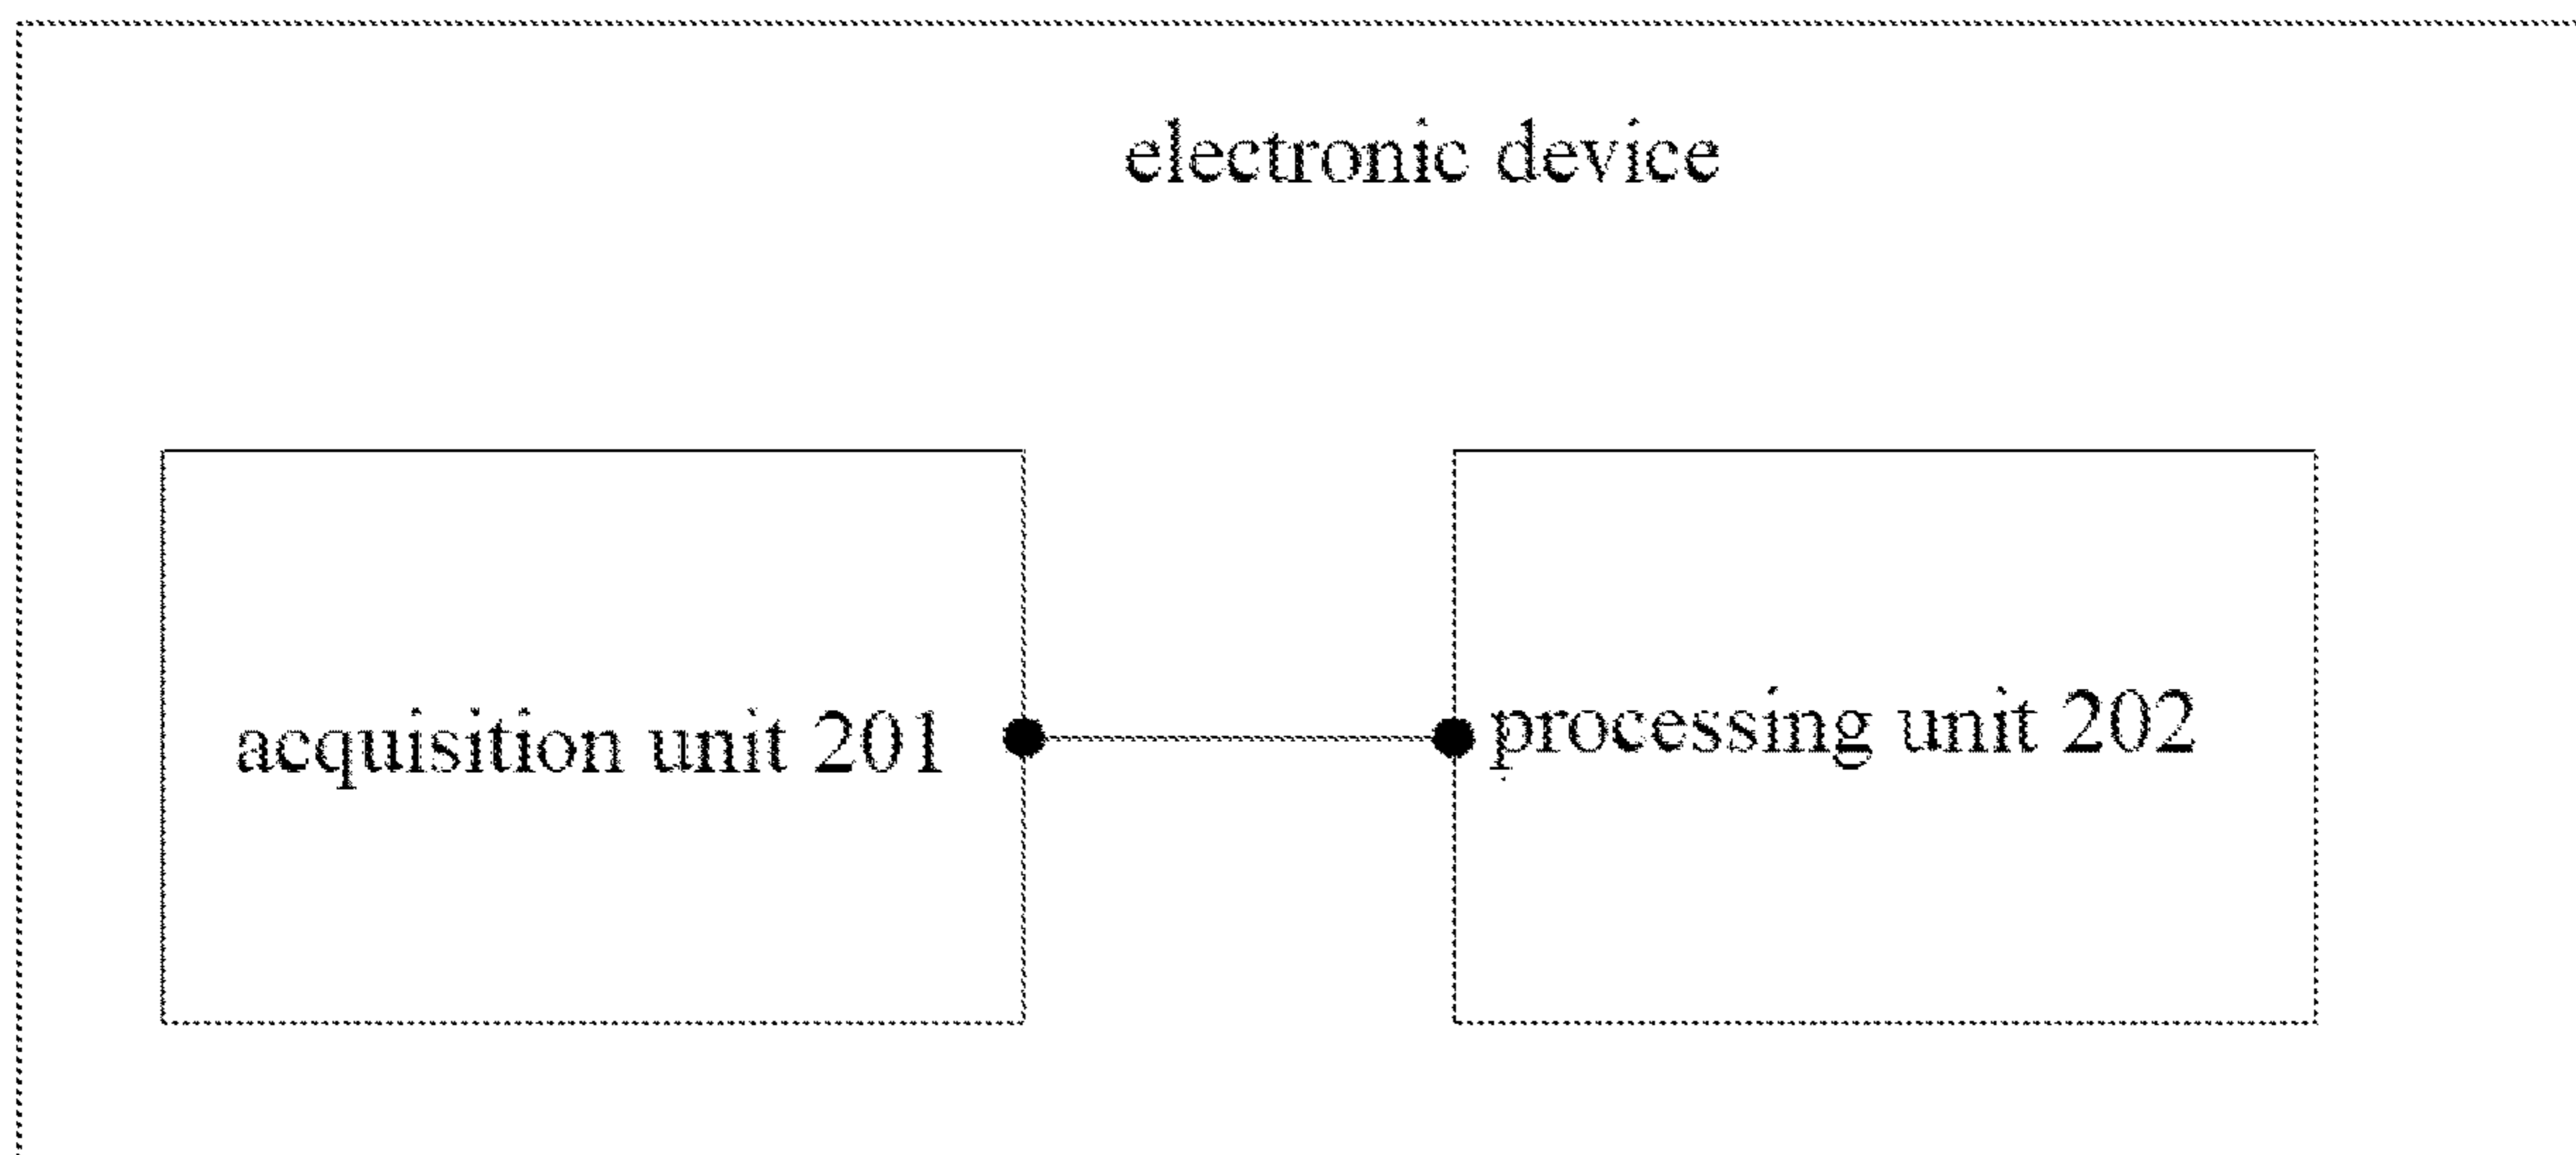 electronic device
acquisition unit 201
processing unit 202